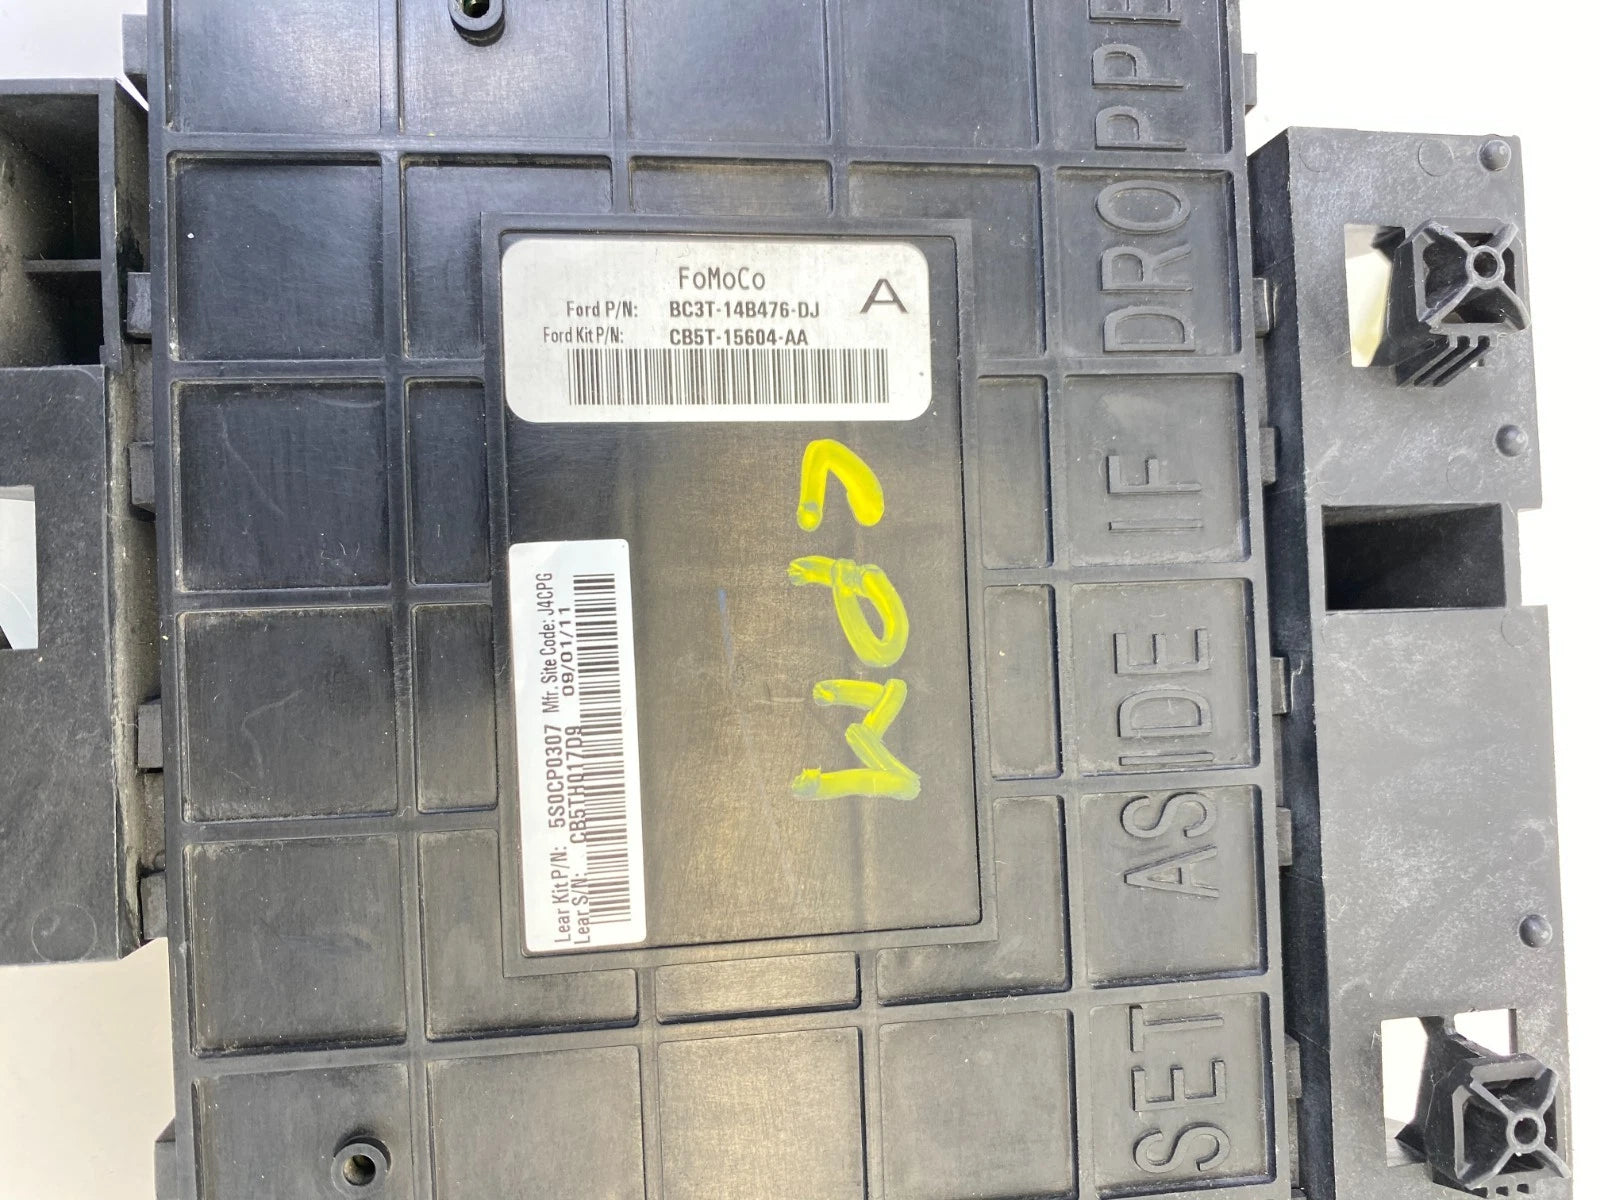 FoMoCo
A
Ford P/N: BC3T-14B476-DJ
Ford Kit P/N: CB5T-15604-AA
Lear Kit P/N: 5S0CP0307 Mfr. Site Code: J4CPG
Lear S/N: CB5TH017D9 09/01/11
SET ASIDE IF DROPPE